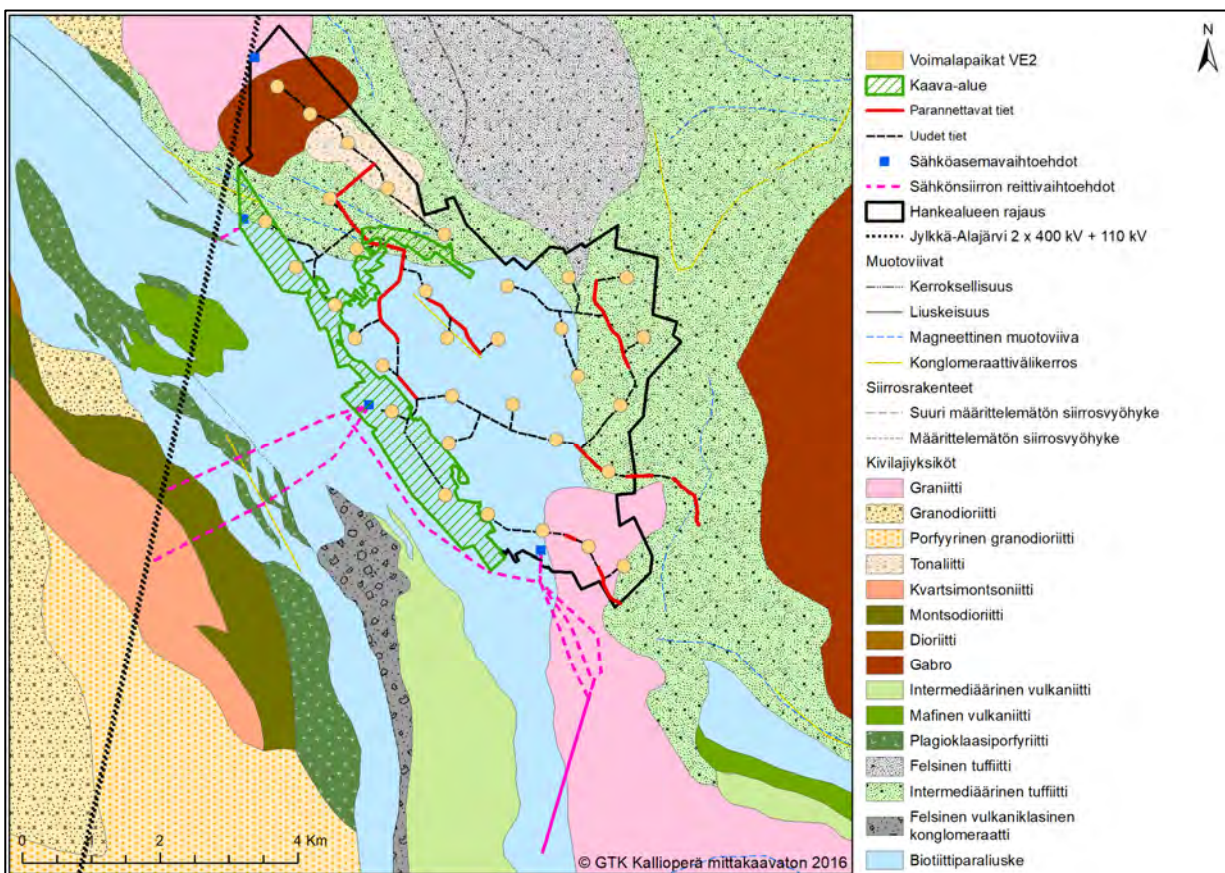 N
Voimalapaikat VE2
Kaava-alue
Parannettavat tiet
Uudet tiet
Sähköasemavaihtoehdot
Sähkönsiirron reittivaihtoehdot
Hankealueen rajaus
Jylkkä-Alajärvi 2 x 400 kV + 110 kV
Muotoviivat
Kerroksellisuus
Liuskeisuus
Magneettinen muotoviiva
Konglomeraattivälikerros
Siirrosrakenteet
Suuri määrittelemätön siirrosvyöhyke
Määrittelemätön siirrosvyöhyke
Kivilajiyksiköt
Graniitti
Granodioriitti
Porfyyrinen granodioriitti
Tonaliitti
Kvartsimontsoniitti
Montsodioriitti
Dioriitti
Gabro
Intermediäärinen vulkaniitti
Mafinen vulkaniitti
Plagioklaasiporfyriitti
Felsinen tuffiitti
Intermediäärinen tuffiitti
Felsinen vulkaniklasinen
konglomeraatti
Biotiittiparaliuske
0 1 2 4 Km
© GTK Kallioperä mittakaavaton 2016